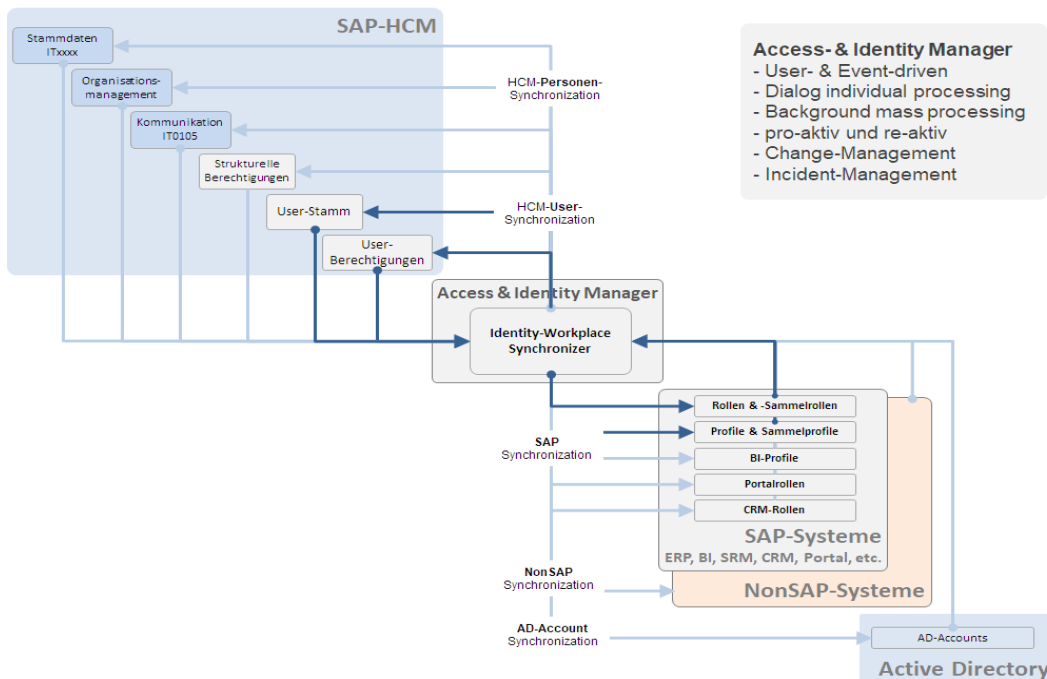 SAP-HCM
Stammdaten
ITxxxx
Organisations-
management
Kommunikation
IT0105
Strukturelle
Berechtigungen
User-Stamm
User-
Berechtigungen
HCM-Personen-
Synchronization
HCM-User-
Synchronization
Access- & Identity Manager
- User- & Event-driven
- Dialog individual processing
- Background mass processing
- pro-aktiv und re-aktiv
- Change-Management
- Incident-Management
Access & Identity Manager
Identity-Workplace
Synchronizer
SAP
Synchronization
NonSAP
Synchronization
AD-Account
Synchronization
Rollen & -Sammelrollen
Profile & Sammelprofile
BI-Profile
Portalrollen
CRM-Rollen
SAP-Systeme
ERP, BI, SRM, CRM, Portal, etc.
NonSAP-Systeme
AD-Accounts
Active Directory